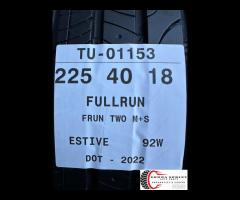 TU-01153
225 40 18
FULLRUN
FRUN TWO M+S
ESTIVE 92W
DOT - 2022